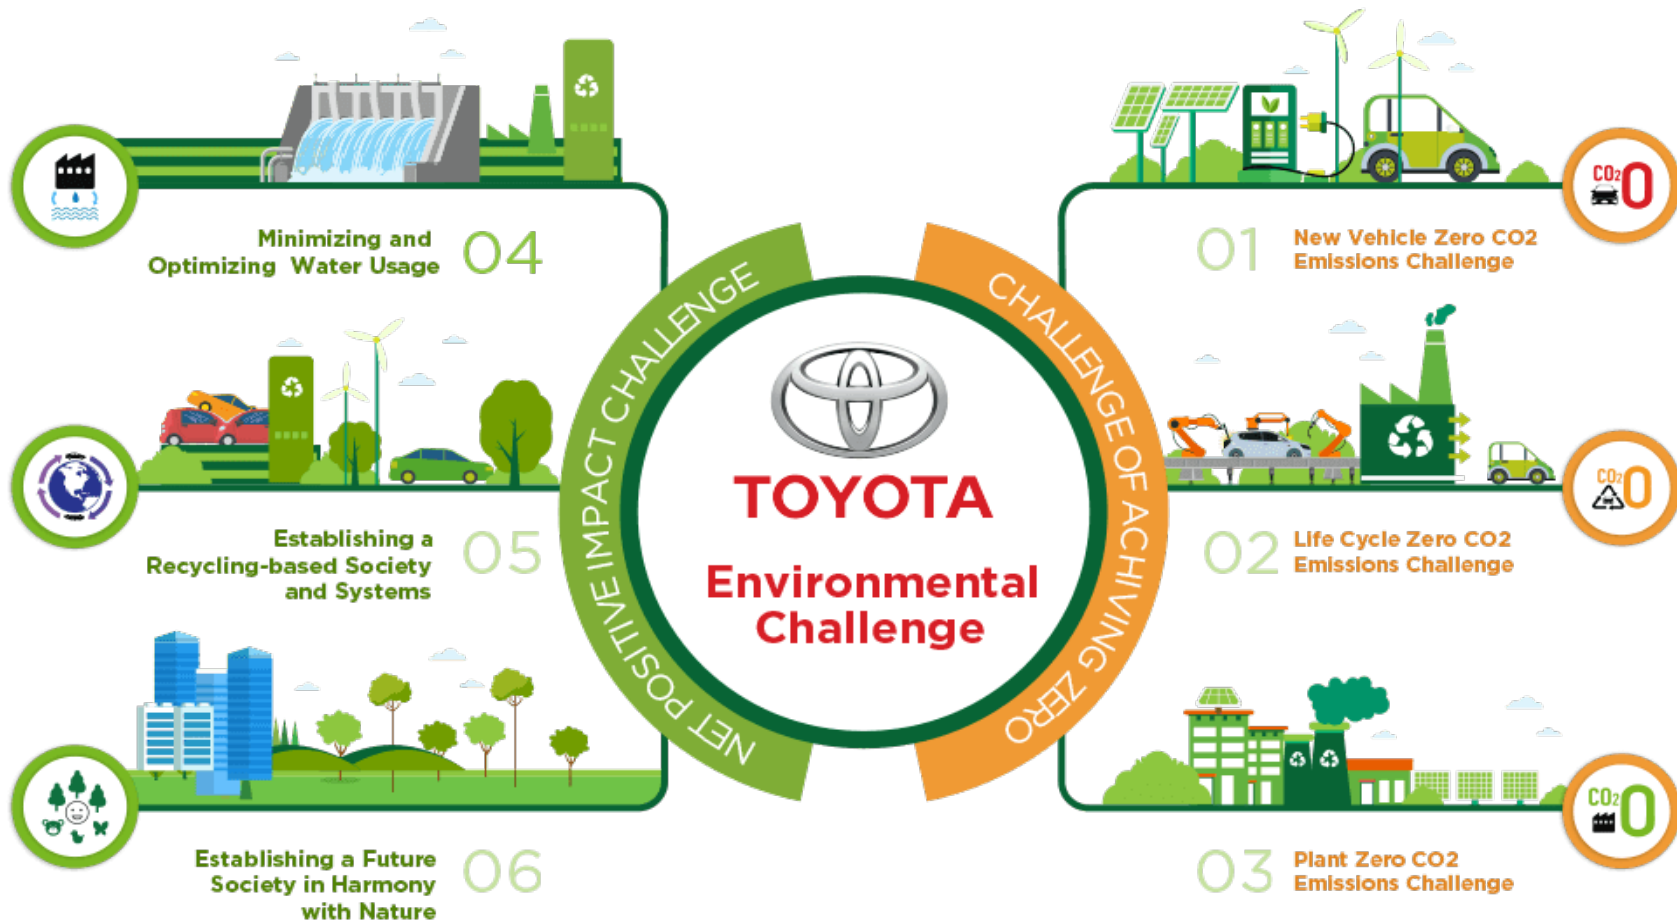 04
Minimizing and
Optimizing Water Usage
05
Establishing a
Recycling-based Society
and Systems
06
Establishing a Future
Society in Harmony
with Nature
NET POSITIVE IMPACT CHALLENGE
TOYOTA
Environmental
Challenge
CHALLENGE OF ACHIVING ZERO
01
New Vehicle Zero CO2
Emissions Challenge
CO2 0
02
Life Cycle Zero CO2
Emissions Challenge
CO2 0
03
Plant Zero CO2
Emissions Challenge
CO2 0